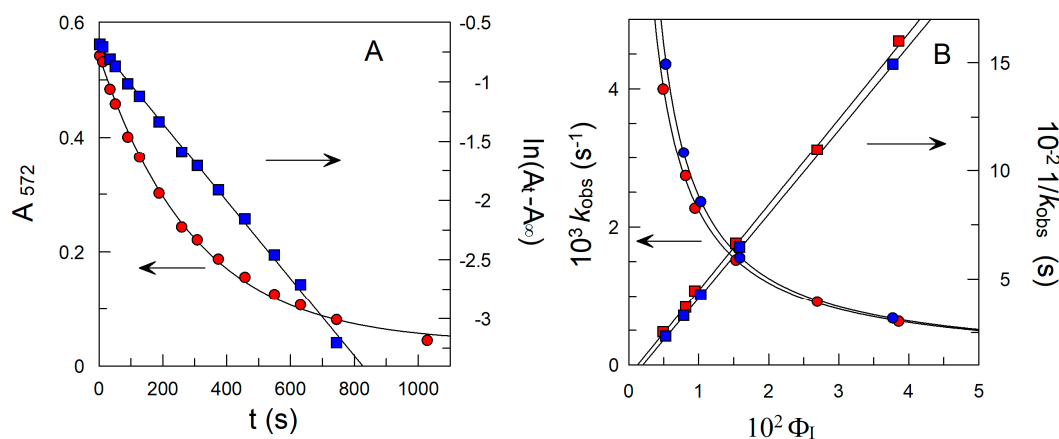 A
0.6
0.4
0.2
0
A 572
0 200 400 600 800 1000
t (s)
-0.5
-1
-1.5
-2
-2.5
-3
ln(At-A∞)
B
4
2
0
10³ kobs (s⁻¹)
0 1 2 3 4 5
10² ΦI
15
10
5
10⁻² 1/kobs (s)